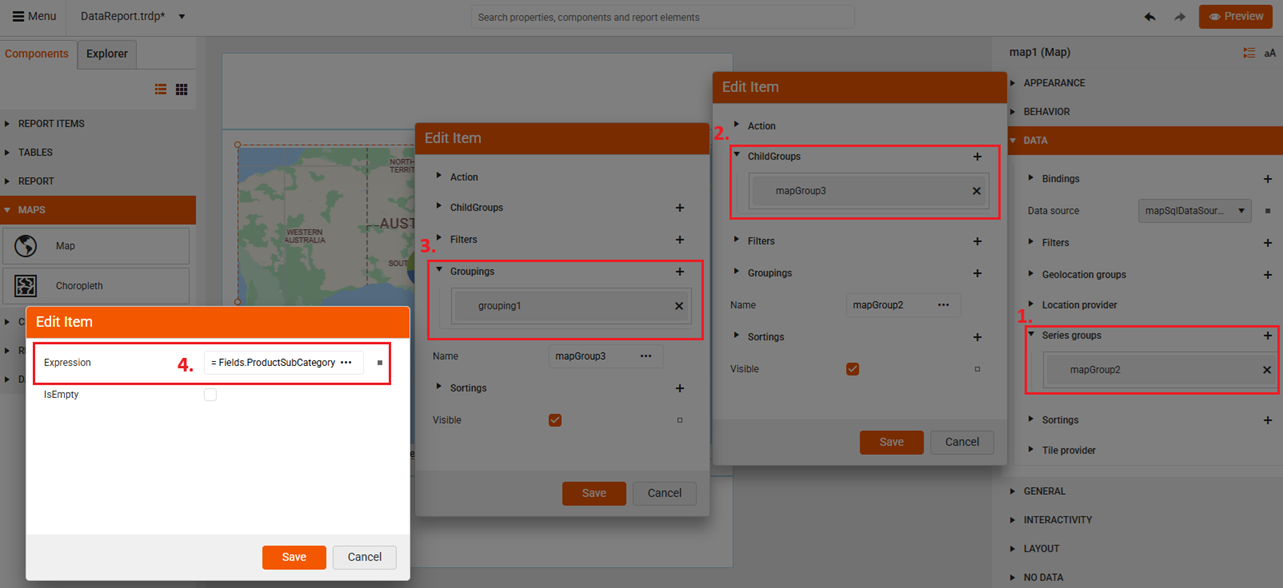 Menu
DataReport.trdp*
Search properties, components and report elements
Preview
Components
Explorer
REPORT ITEMS
TABLES
REPORT
MAPS
Map
Choropleth
C
D
NORTH
TERRIT
WESTERN
AUSTRALIA
AUST
SOUT
Edit Item
Expression
4.
= Fields.ProductSubCategory
IsEmpty
Save
Cancel
Edit Item
Action
ChildGroups
Filters
3.
Groupings
grouping1
Name
mapGroup3
Sortings
Visible
Save
Cancel
Edit Item
Action
2.
ChildGroups
mapGroup3
Filters
Groupings
Name
mapGroup2
Sortings
Visible
Save
Cancel
map1 (Map)
aA
APPEARANCE
BEHAVIOR
DATA
Bindings
Data source
mapSqlDataSour...
Filters
Geolocation groups
Location provider
1.
Series groups
mapGroup2
Sortings
Tile provider
GENERAL
INTERACTIVITY
LAYOUT
NO DATA